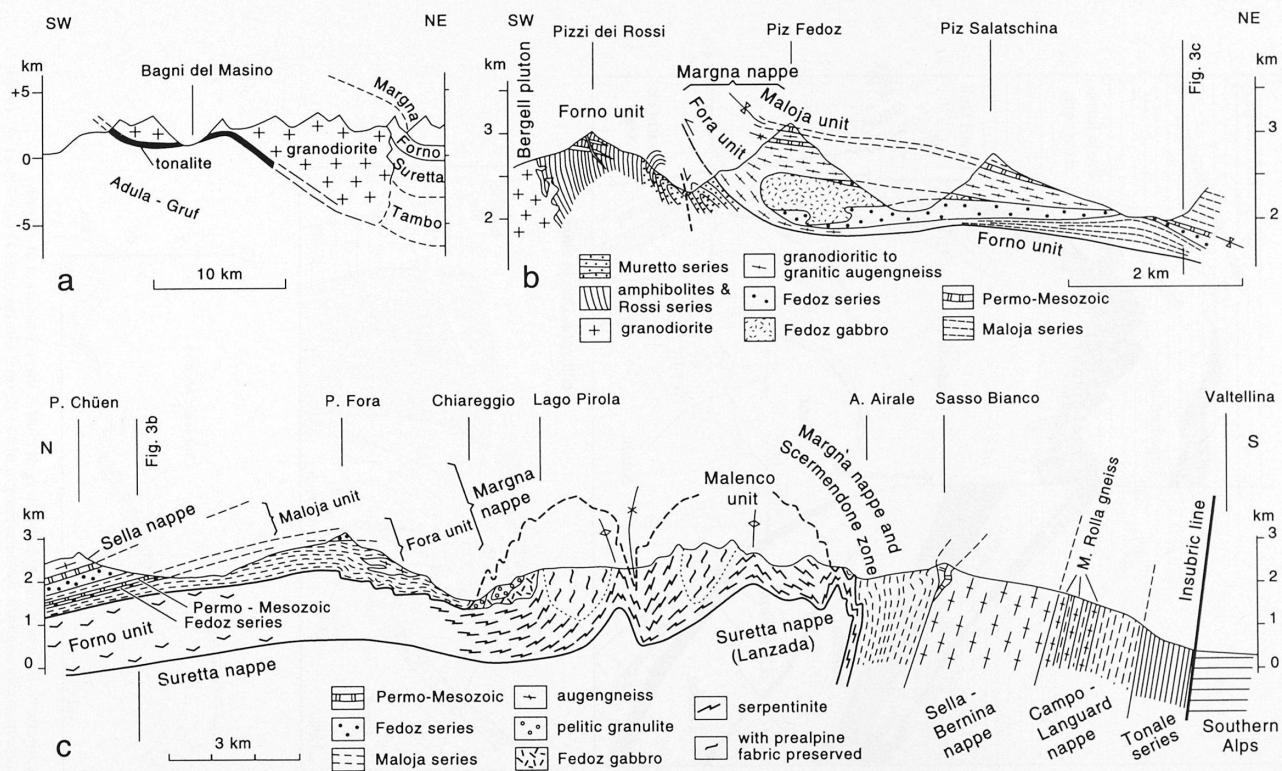 SW
NE
km
Bagni del Masino
+5
0
-5
Margna
granodiorite
Forno
tonalite
Suretta
Adula - Gruf
Tambo
10 km
a
SW
NE
Pizzi dei Rossi
Piz Fedoz
Piz Salatschina
Fig. 3c
km
km
Bergell pluton
Margna nappe
Forno unit
Fora unit
Maloja unit
3
2
3
2
Forno unit
2 km
b
Muretto series
amphibolites &
Rossi series
granodiorite
granodioritic to
granitic augengneiss
Fedoz series
Fedoz gabbro
Permo-Mesozoic
Maloja series
P. Chüen
P. Fora
Chiareggio
Lago Pirola
A. Airale
Sasso Bianco
Valtellina
N
S
Fig. 3b
km
km
3
2
1
0
3
2
1
0
Sella nappe
Maloja unit
Fora unit
Margna
nappe
Malenco
unit
Margna nappe and
Scermendone zone
M. Rolla gneiss
Insubric line
Permo - Mesozoic
Fedoz series
Forno unit
Suretta nappe
Suretta nappe
(Lanzada)
Sella -
Bernina
nappe
Campo -
Languard
nappe
Tonale
series
Southern
Alps
c
3 km
Permo-Mesozoic
Fedoz series
Maloja series
augengneiss
pelitic granulite
Fedoz gabbro
serpentinite
with prealpine
fabric preserved